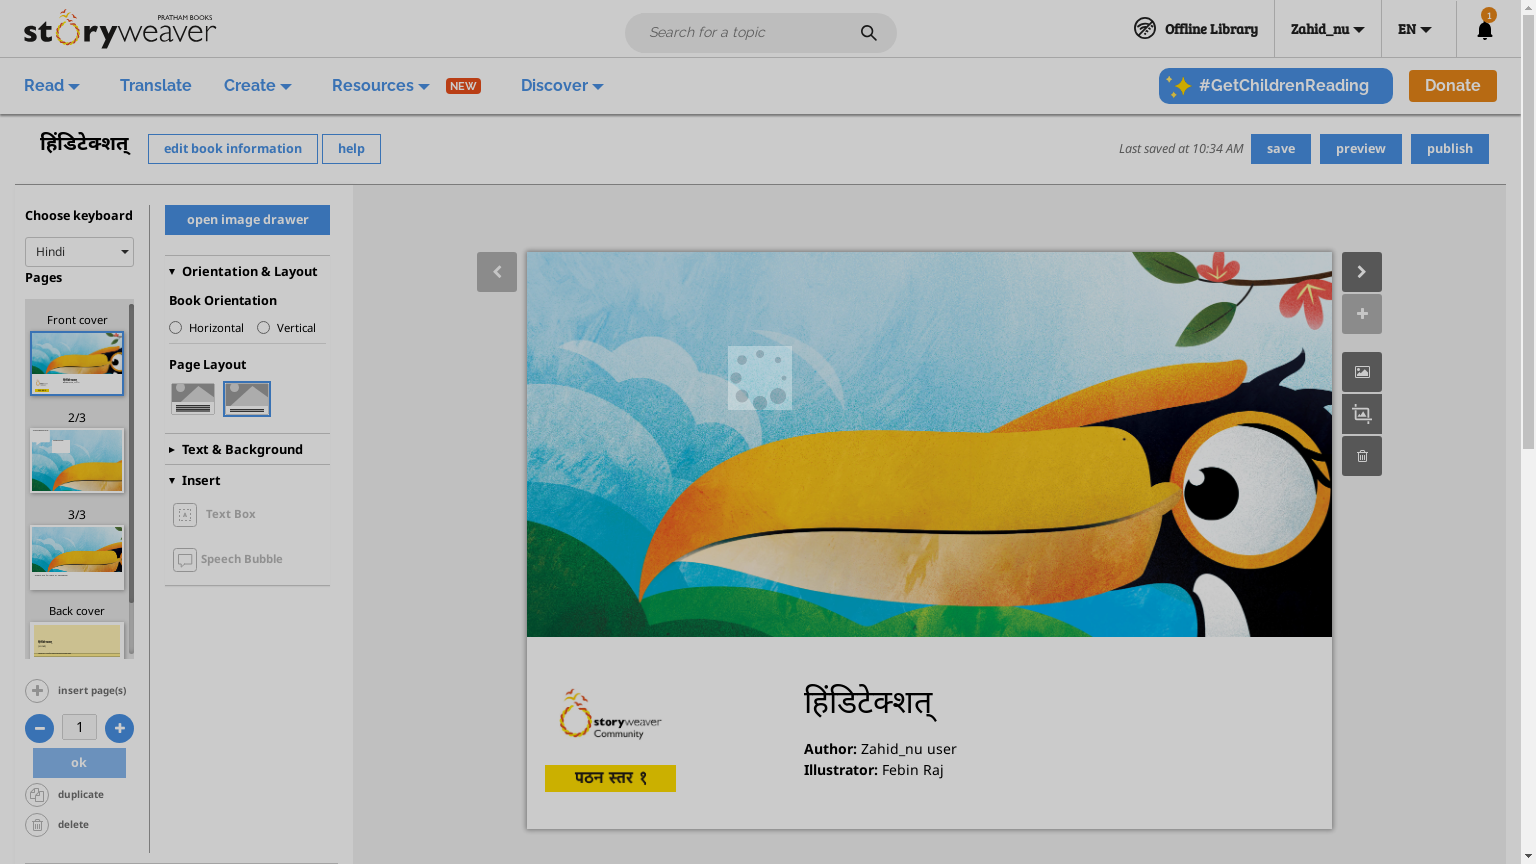 PRATHAM BOOKS
storyweaver
Search for a topic
Offline Library
Zahid_nu
EN
1
Read
Translate
Create
Resources
NEW
Discover
#GetChildrenReading
Donate
हिंडिटेक्शत्
edit book information
help
Last saved at 10:34 AM
save
preview
publish
Choose keyboard
Hindi
Pages
Front cover
2/3
3/3
Back cover
insert page(s)
1
ok
duplicate
delete
open image drawer
Orientation & Layout
Book Orientation
Horizontal
Vertical
Page Layout
Text & Background
Insert
Text Box
Speech Bubble
storyweaver
Community
पठन स्तर १
हिंडिटेक्शत्
Author: Zahid_nu user
Illustrator: Febin Raj